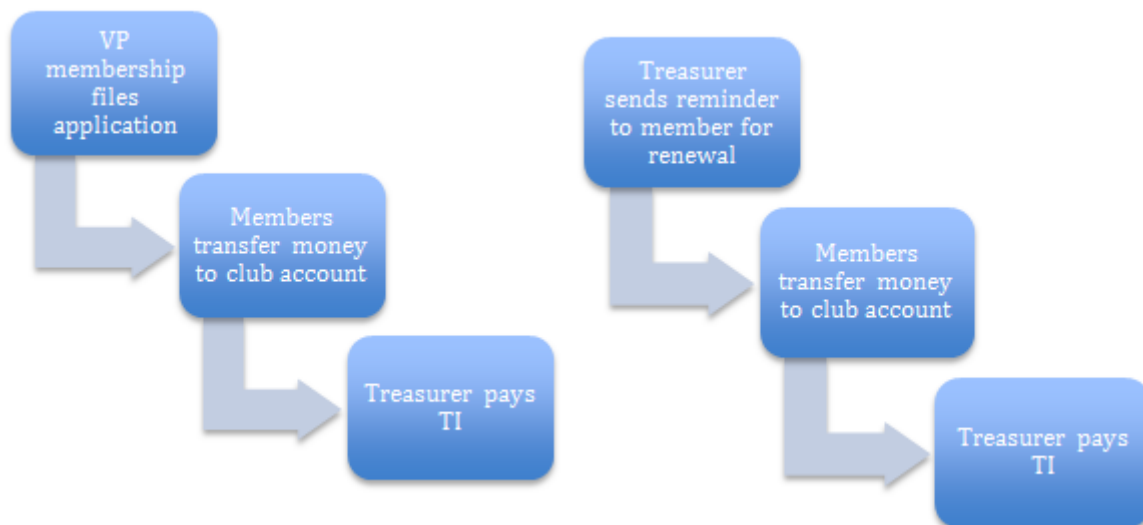 VP
membership
files
application
Members
transfer money
to club account
Treasurer pays
TI
Treasurer
sends reminder
to member for
renewal
Members
transfer money
to club account
Treasurer pays
TI